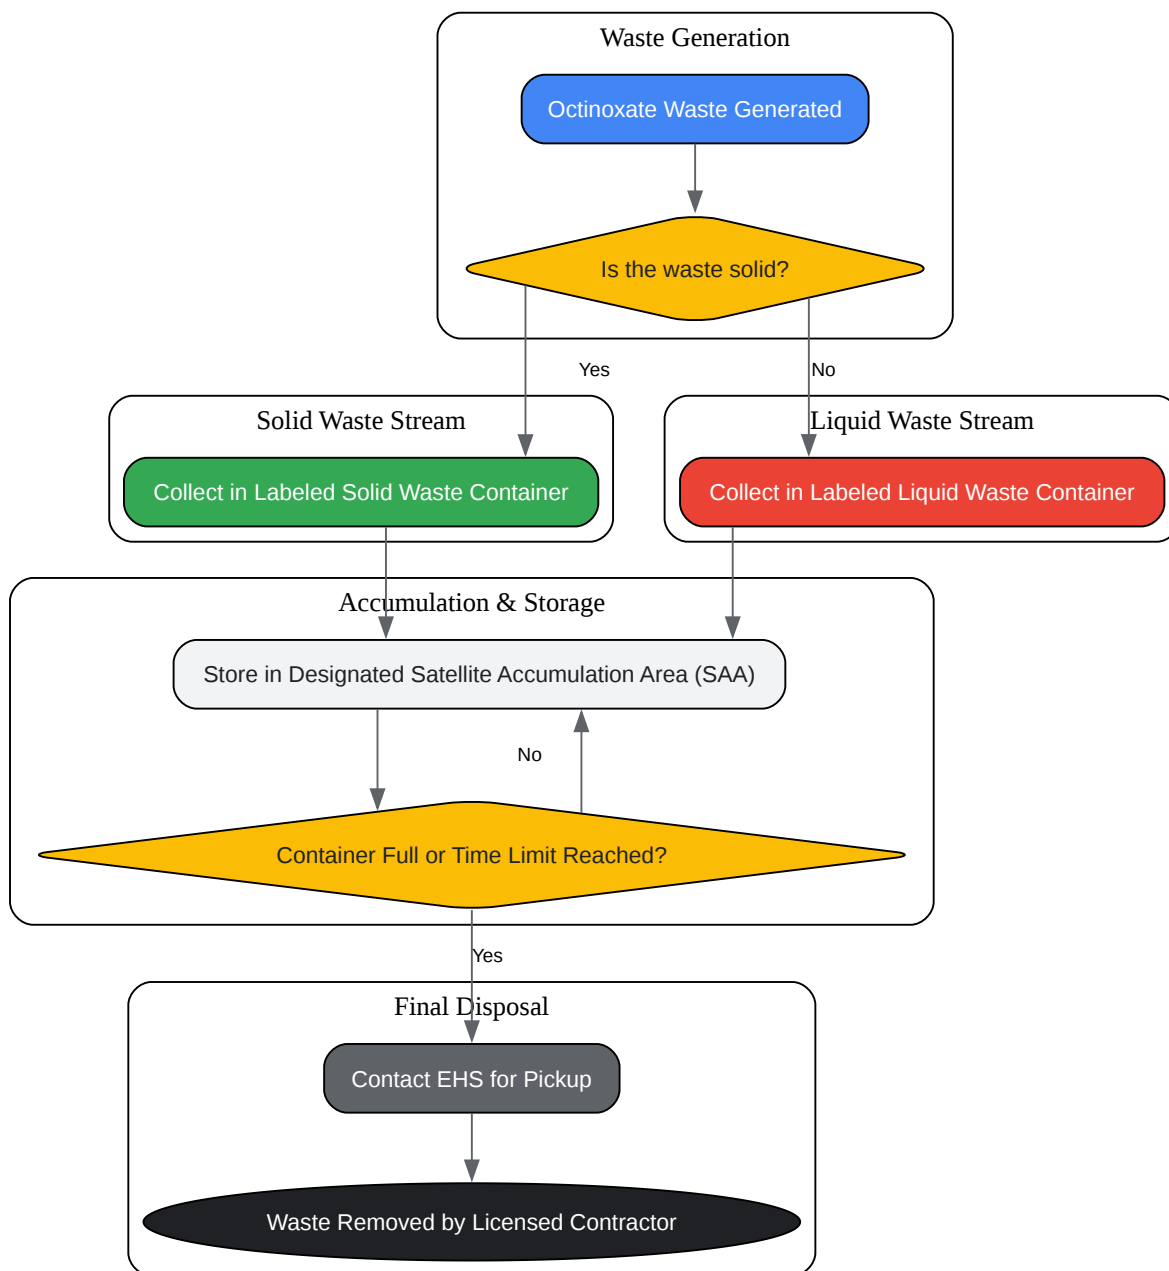 Waste Generation
Octinoxate Waste Generated
Is the waste solid?
Yes
No
Solid Waste Stream
Liquid Waste Stream
Collect in Labeled Solid Waste Container
Collect in Labeled Liquid Waste Container
Accumulation & Storage
Store in Designated Satellite Accumulation Area (SAA)
No
Container Full or Time Limit Reached?
Yes
Final Disposal
Contact EHS for Pickup
Waste Removed by Licensed Contractor